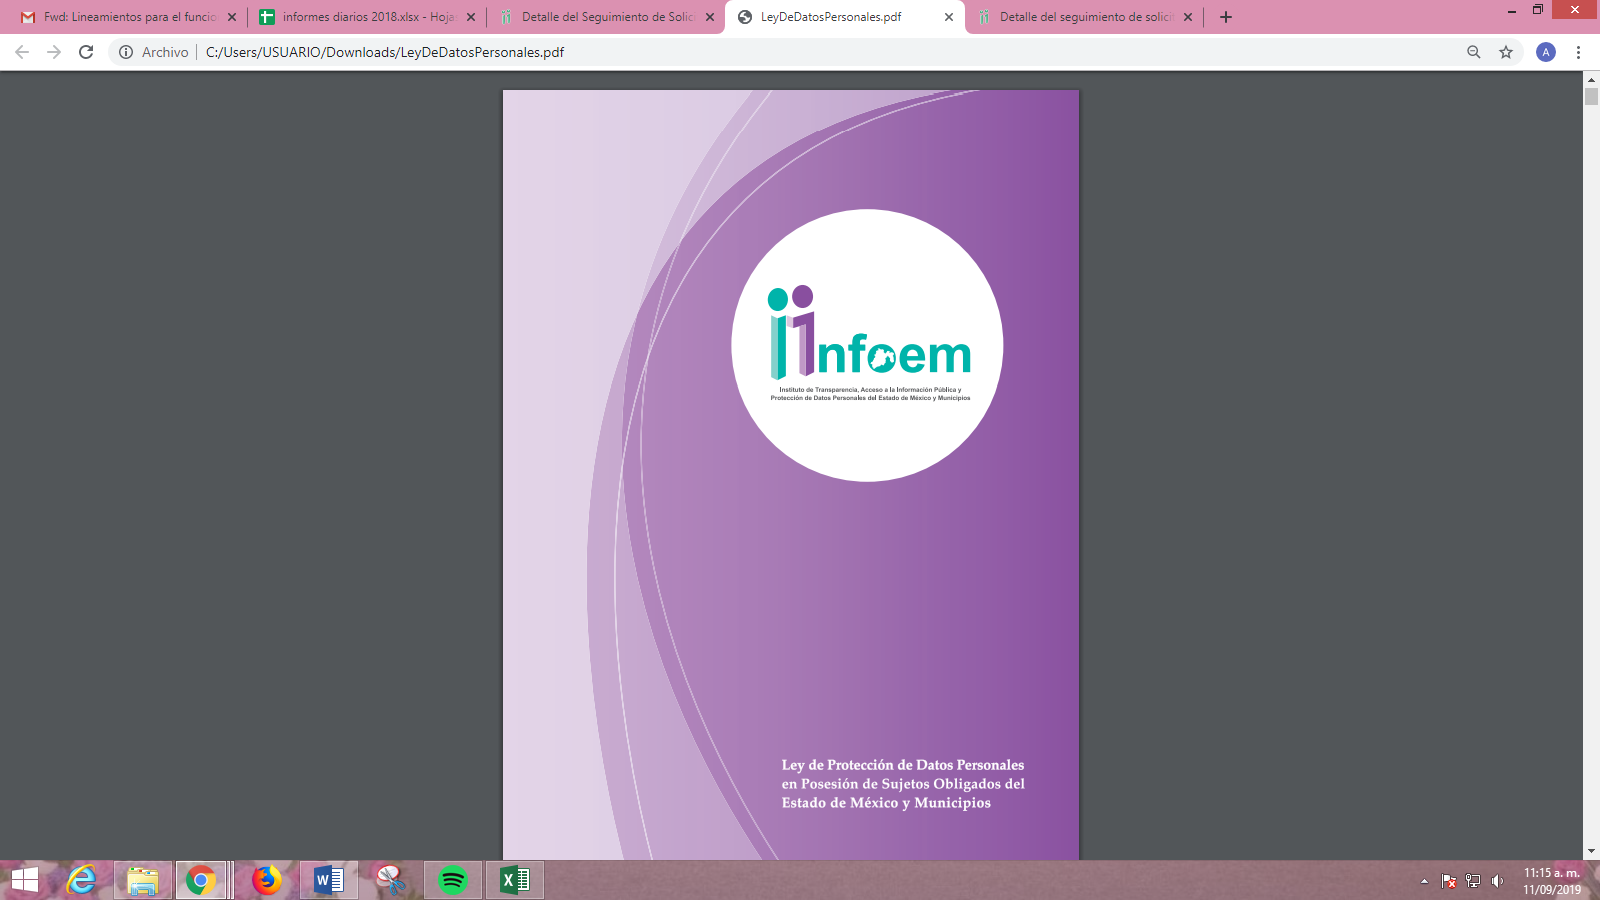 Fwd: Lineamientos para el funcio
informes diarios 2018.xlsx - Hoja
Detalle del Seguimiento de Solic
LeyDeDatosPersonales.pdf
Detalle del seguimiento de solici
Archivo
C:/Users/USUARIO/Downloads/LeyDeDatosPersonales.pdf
A
infoem
Instituto de Transparencia, Acceso a la Información Pública y
Protección de Datos Personales del Estado de México y Municipios
Ley de Protección de Datos Personales
en Posesión de Sujetos Obligados del
Estado de México y Municipios
11:15 a. m.
11/09/2019